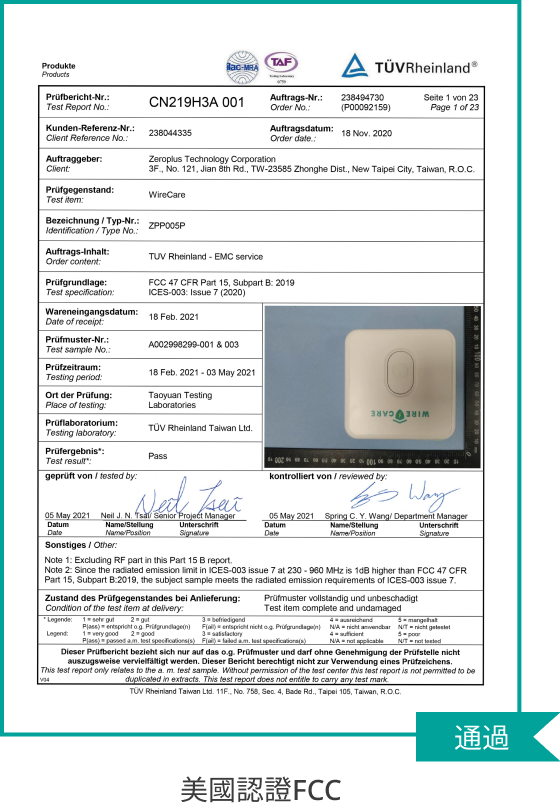 Produkte
Products
ilac-MRA
TAF
Testing Laboratory
TÜVRheinland®
Prüfbericht-Nr.:
Test Report No.:
CN219H3A 001
Auftrags-Nr.:
Order No.:
238494730
(P00092159)
Seite 1 von 23
Page 1 of 23
Kunden-Referenz-Nr.:
Client Reference No.:
238044335
Auftragsdatum:
Order date.:
18 Nov. 2020
Auftraggeber:
Client:
Zeroplus Technology Corporation
3F., No. 121, Jian 8th Rd., TW-23585 Zhonghe Dist., New Taipei City, Taiwan, R.O.C.
Prüfgegenstand:
Test item:
WireCare
Bezeichnung / Typ-Nr.:
Identification / Type No.:
ZPP005P
Auftrags-Inhalt:
Order content:
TUV Rheinland - EMC service
Prüfgrundlage:
Test specification:
FCC 47 CFR Part 15, Subpart B: 2019
ICES-003: Issue 7 (2020)
Wareneingangsdatum:
Date of receipt:
18 Feb. 2021
Prüfmuster-Nr.:
Test sample No.:
A002998299-001 & 003
Prüfzeitraum:
Testing period:
18 Feb. 2021 - 03 May 2021
Ort der Prüfung:
Place of testing:
Taoyuan Testing
Laboratories
Prüflaboratorium:
Testing laboratory:
TÜV Rheinland Taiwan Ltd.
Prüfergebnis*:
Test result*:
Pass
WIRE CARE
geprüft von / tested by:
kontrolliert von / reviewed by:
Neil Tsai
Wang
05 May 2021 Neil J. N. Tsai/ Senior Project Manager
05 May 2021 Spring C. Y. Wang/ Department Manager
Datum Name/Stellung Unterschrift
Date Name/Position Signature
Datum Name/Stellung Unterschrift
Date Name/Position Signature
Sonstiges / Other:
Note 1: Excluding RF part in this Part 15 B report.
Note 2: Since the radiated emission limit in ICES-003 issue 7 at 230 - 960 MHz is 1dB higher than FCC 47 CFR
Part 15, Subpart B:2019, the subject sample meets the radiated emission requirements of ICES-003 issue 7.
Zustand des Prüfgegenstandes bei Anlieferung:
Condition of the test item at delivery:
Prüfmuster vollständig und unbeschadigt
Test item complete and undamaged
* Legende: 1 = sehr gut 2 = gut 3 = befriedigend 4 = ausreichend 5 = mangelhaft
P(ass) = entspricht o.g. Prüfgrundlage(n) F(ail) = entspricht nicht o.g. Prüfgrundlage(n) N/A = nicht anwendbar N/T = nicht getestet
Legend: 1 = very good 2 = good 3 = satisfactory 4 = sufficient 5 = poor
P(ass) = passed a.m. test specifications(s) F(ail) = failed a.m. test specifications(s) N/A = not applicable N/T = not tested
Dieser Prüfbericht bezieht sich nur auf das o.g. Prüfmuster und darf ohne Genehmigung der Prüfstelle nicht
auszugsweise vervielfältigt werden. Dieser Bericht berechtigt nicht zur Verwendung eines Prüfzeichens.
This test report only relates to the a. m. test sample. Without permission of the test center this test report is not permitted to be
duplicated in extracts. This test report does not entitle to carry any test mark.
V04
TÜV Rheinland Taiwan Ltd. 11F., No. 758, Sec. 4, Bade Rd., Taipei 105, Taiwan, R.O.C.
通過
美國認證FCC